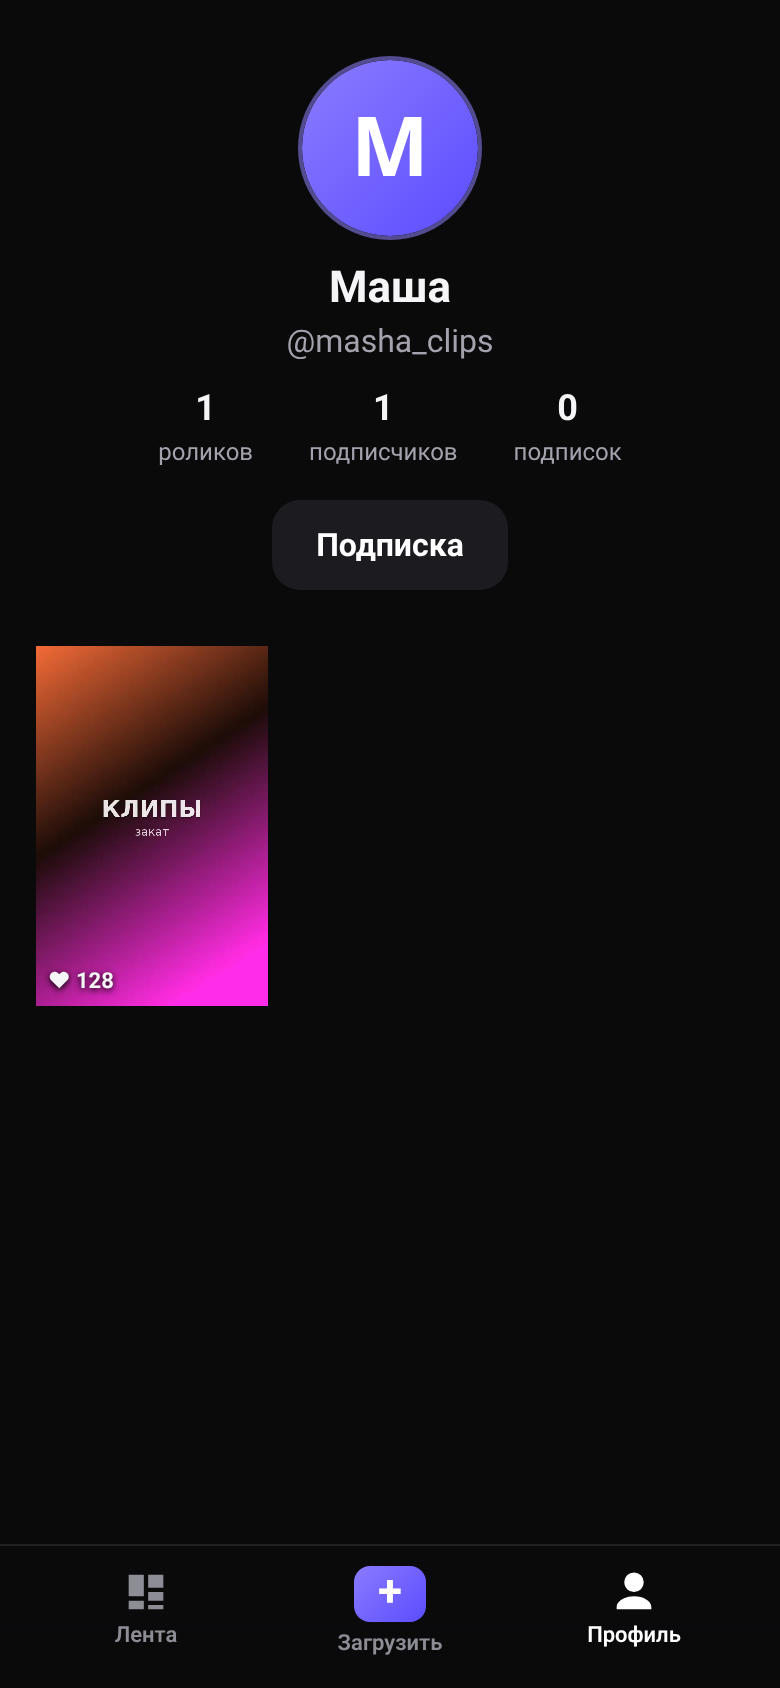 М
Маша
@masha_clips
1 1 0
роликов подписчиков подписок
Подписка
КЛИПЫ
закат
128
Лента Загрузить Профиль